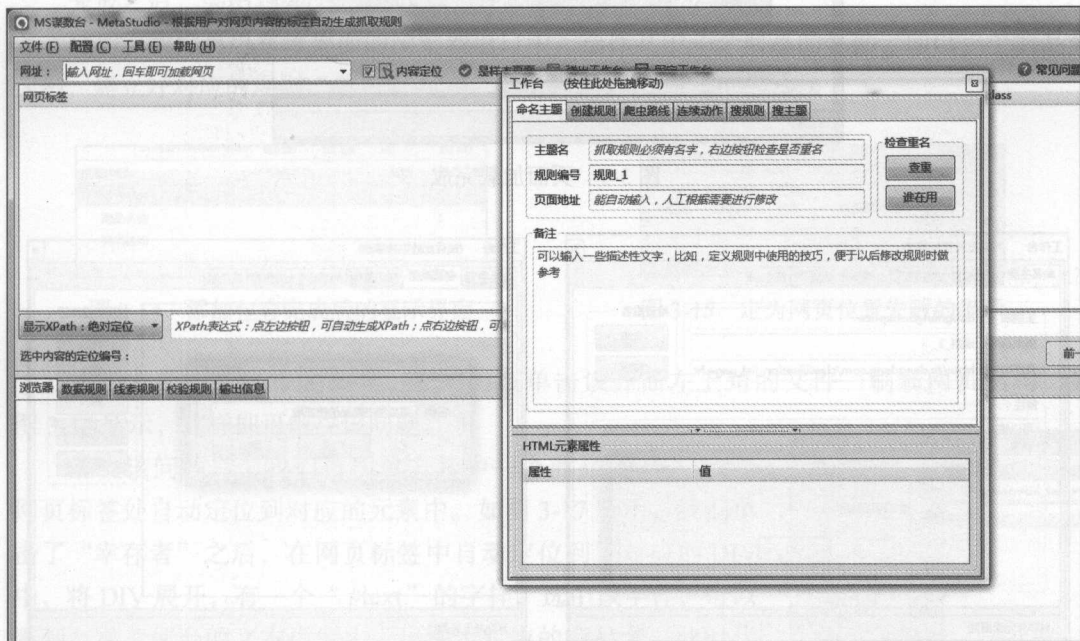 MS谋数台 - MetaStudio - 根据用户对网页内容的标注自动生成抓取规则
文件(F) 配置(C) 工具(E) 帮助(H)
网址： 输入网址，回车即可加载网页 内容定位 是样本页面 常见问题
网页标签
class
工作台 (按住此处拖拽移动)
命名主题 创建规则 爬虫路线 连续动作 搜规则 搜主题
主题名 抓取规则必须有名字，右边按钮检查是否重名
检查重名
查重
规则编号 规则_1
谁在用
页面地址 能自动输入，人工根据需要进行修改
备注
可以输入一些描述性文字，比如，定义规则中使用的技巧，便于以后修改规则时做
参考
显示XPath：绝对定位 XPath表达式：点左边按钮，可自动生成XPath；点右边按钮，可
选中内容的定位编号：
前一
浏览器 数据规则 线索规则 校验规则 输出信息
HTML元素属性
属性 值